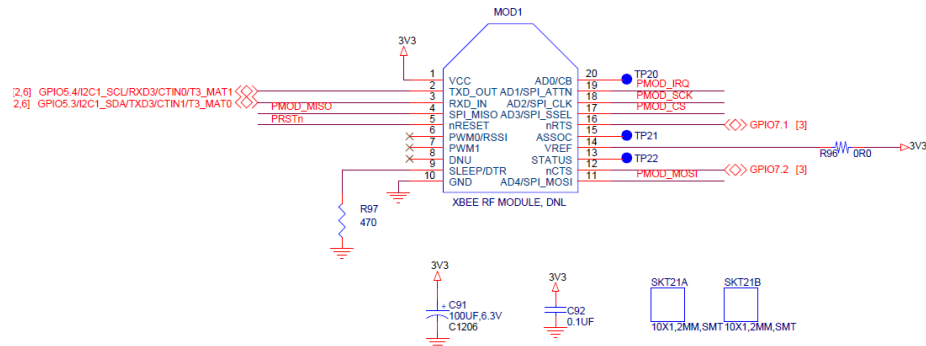 MOD1
3V3
1 VCC AD0/CB 20 TP20
2 TXD_OUT AD1/SPI_ATTN 19 PMOD_IRQ
[2,6] GPIO5.4/I2C1_SCL/RXD3/CTIN0/T3_MAT1
3 RXD_IN AD2/SPI_CLK 18 PMOD_SCK
[2,6] GPIO5.3/I2C1_SDA/TXD3/CTIN1/T3_MAT0
PMOD_MISO 4 SPI_MISO AD3/SPI_SSEL 17 PMOD_CS
PRSTn 5 nRESET nRTS 16 GPIO7.1 [3]
6 PWM0/RSSI ASSOC 15 TP21
7 PWM1 VREF 14 R96 0R0 3V3
8 DNU STATUS 13 TP22
9 SLEEP/DTR nCTS 12 GPIO7.2 [3]
10 GND AD4/SPI_MOSI 11 PMOD_MOSI
XBEE RF MODULE, DNL
R97
470
3V3
C91
+
100UF,6.3V
C1206
3V3
C92
0.1UF
SKT21A
10X1,2MM,SMT
SKT21B
10X1,2MM,SMT